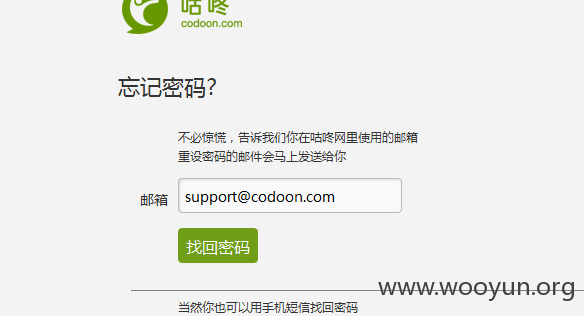 咕咚
codoon.com
忘记密码？
不必惊慌，告诉我们你在咕咚网里使用的邮箱
重设密码的邮件会马上发送给你
邮箱
support@codoon.com
找回密码
www.wooyun.org
当然你也可以用手机短信找回密码